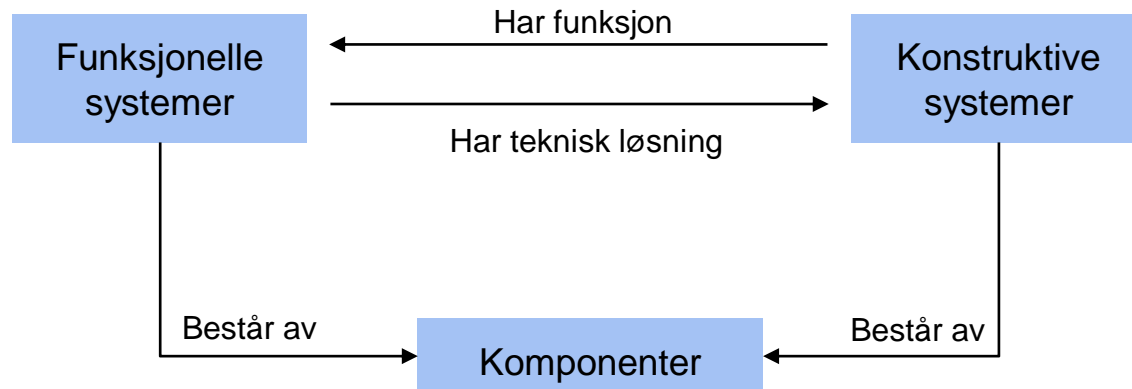 Har funksjon
Funksjonelle
systemer
Konstruktive
systemer
Har teknisk løsning
Består av
Består av
Komponenter